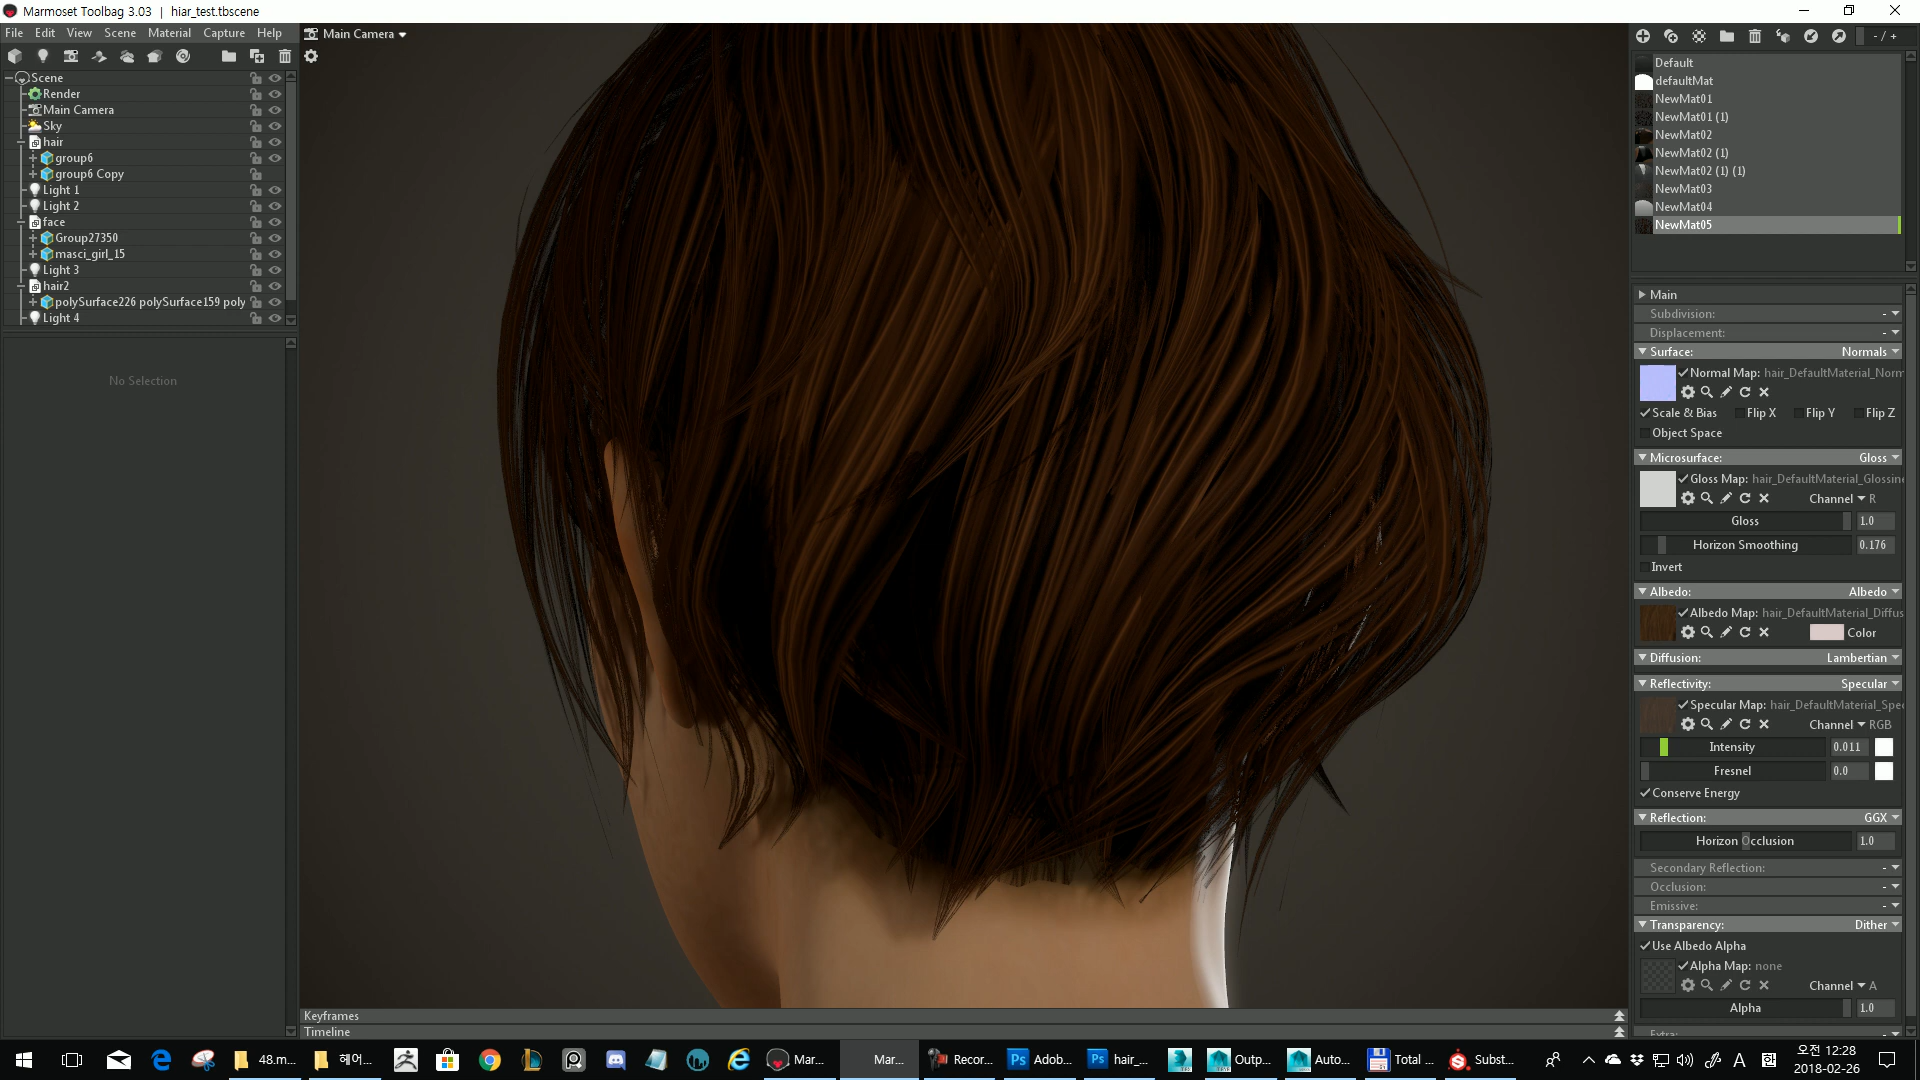 Marmoset Toolbag 3.03 | hiar_test.tbscene
File Edit View Scene Material Capture Help
Main Camera
- / +
Scene
Render
Main Camera
Sky
hair
group6
group6 Copy
Light 1
Light 2
face
Group27350
masci_girl_15
Light 3
hair2
polySurface226 polySurface159 poly
Light 4
No Selection
Default
defaultMat
NewMat01
NewMat01 (1)
NewMat02
NewMat02 (1)
NewMat02 (1) (1)
NewMat03
NewMat04
NewMat05
Main
Subdivision: -
Displacement: -
Surface: Normals
Normal Map: hair_DefaultMaterial_Norm
Scale & Bias Flip X Flip Y Flip Z
Object Space
Microsurface: Gloss
Gloss Map: hair_DefaultMaterial_Glossine
Channel R
Gloss 1.0
Horizon Smoothing 0.176
Invert
Albedo: Albedo
Albedo Map: hair_DefaultMaterial_Diffus
Color
Diffusion: Lambertian
Reflectivity: Specular
Specular Map: hair_DefaultMaterial_Spec
Channel RGB
Intensity 0.011
Fresnel 0.0
Conserve Energy
Reflection: GGX
Horizon Occlusion 1.0
Secondary Reflection: -
Occlusion: -
Emissive: -
Transparency: Dither
Use Albedo Alpha
Alpha Map: none
Channel A
Alpha 1.0
Extra: -
Keyframes
Timeline
48.m... 헤어... Mar... Mar... Recor... Adob... hair_... Outp... Auto... Total ... Subst... A 한 오전 12:28
2018-02-26